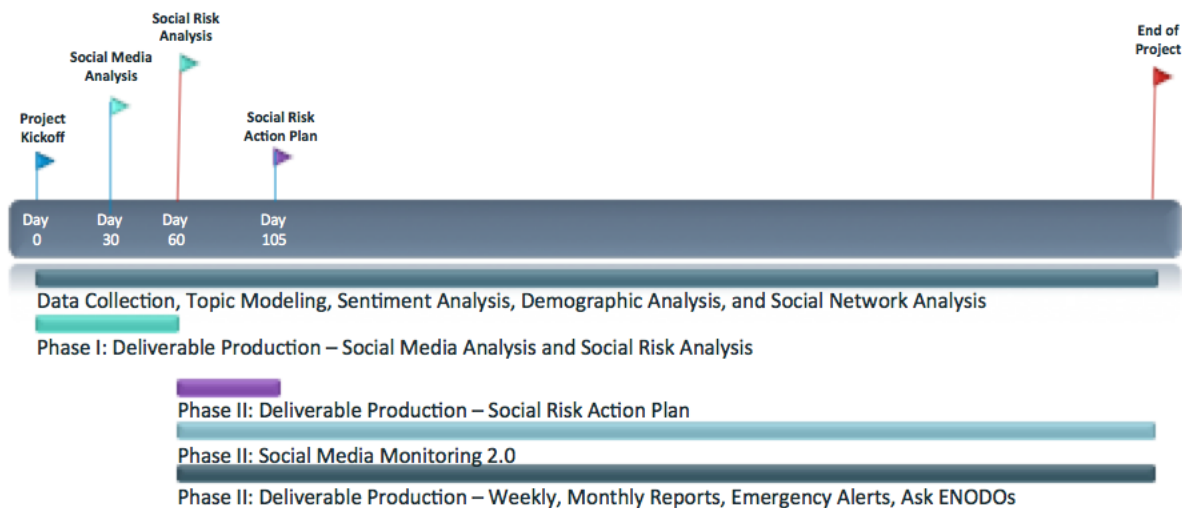 Social Risk
Analysis
End of
Project
Social Media
Analysis
Project
Kickoff
Social Risk
Action Plan
Day
0
Day
30
Day
60
Day
105
Data Collection, Topic Modeling, Sentiment Analysis, Demographic Analysis, and Social Network Analysis
Phase I: Deliverable Production – Social Media Analysis and Social Risk Analysis
Phase II: Deliverable Production – Social Risk Action Plan
Phase II: Social Media Monitoring 2.0
Phase II: Deliverable Production – Weekly, Monthly Reports, Emergency Alerts, Ask ENODOs